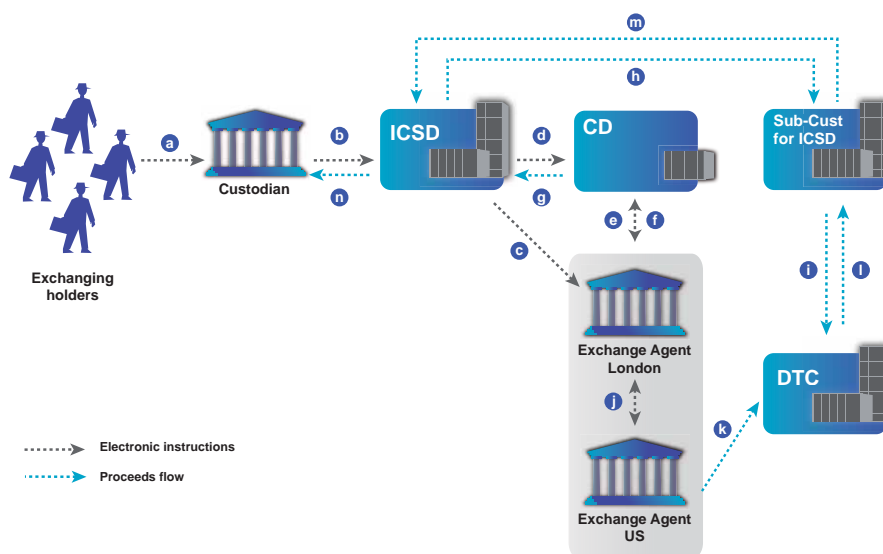 m
h
a
b
ICSD
d
CD
Sub-Cust
for ICSD
Custodian
n
g
e
f
c
i
l
Exchanging
holders
Exchange Agent
London
DTC
j
k
Electronic instructions
Proceeds flow
Exchange Agent
US